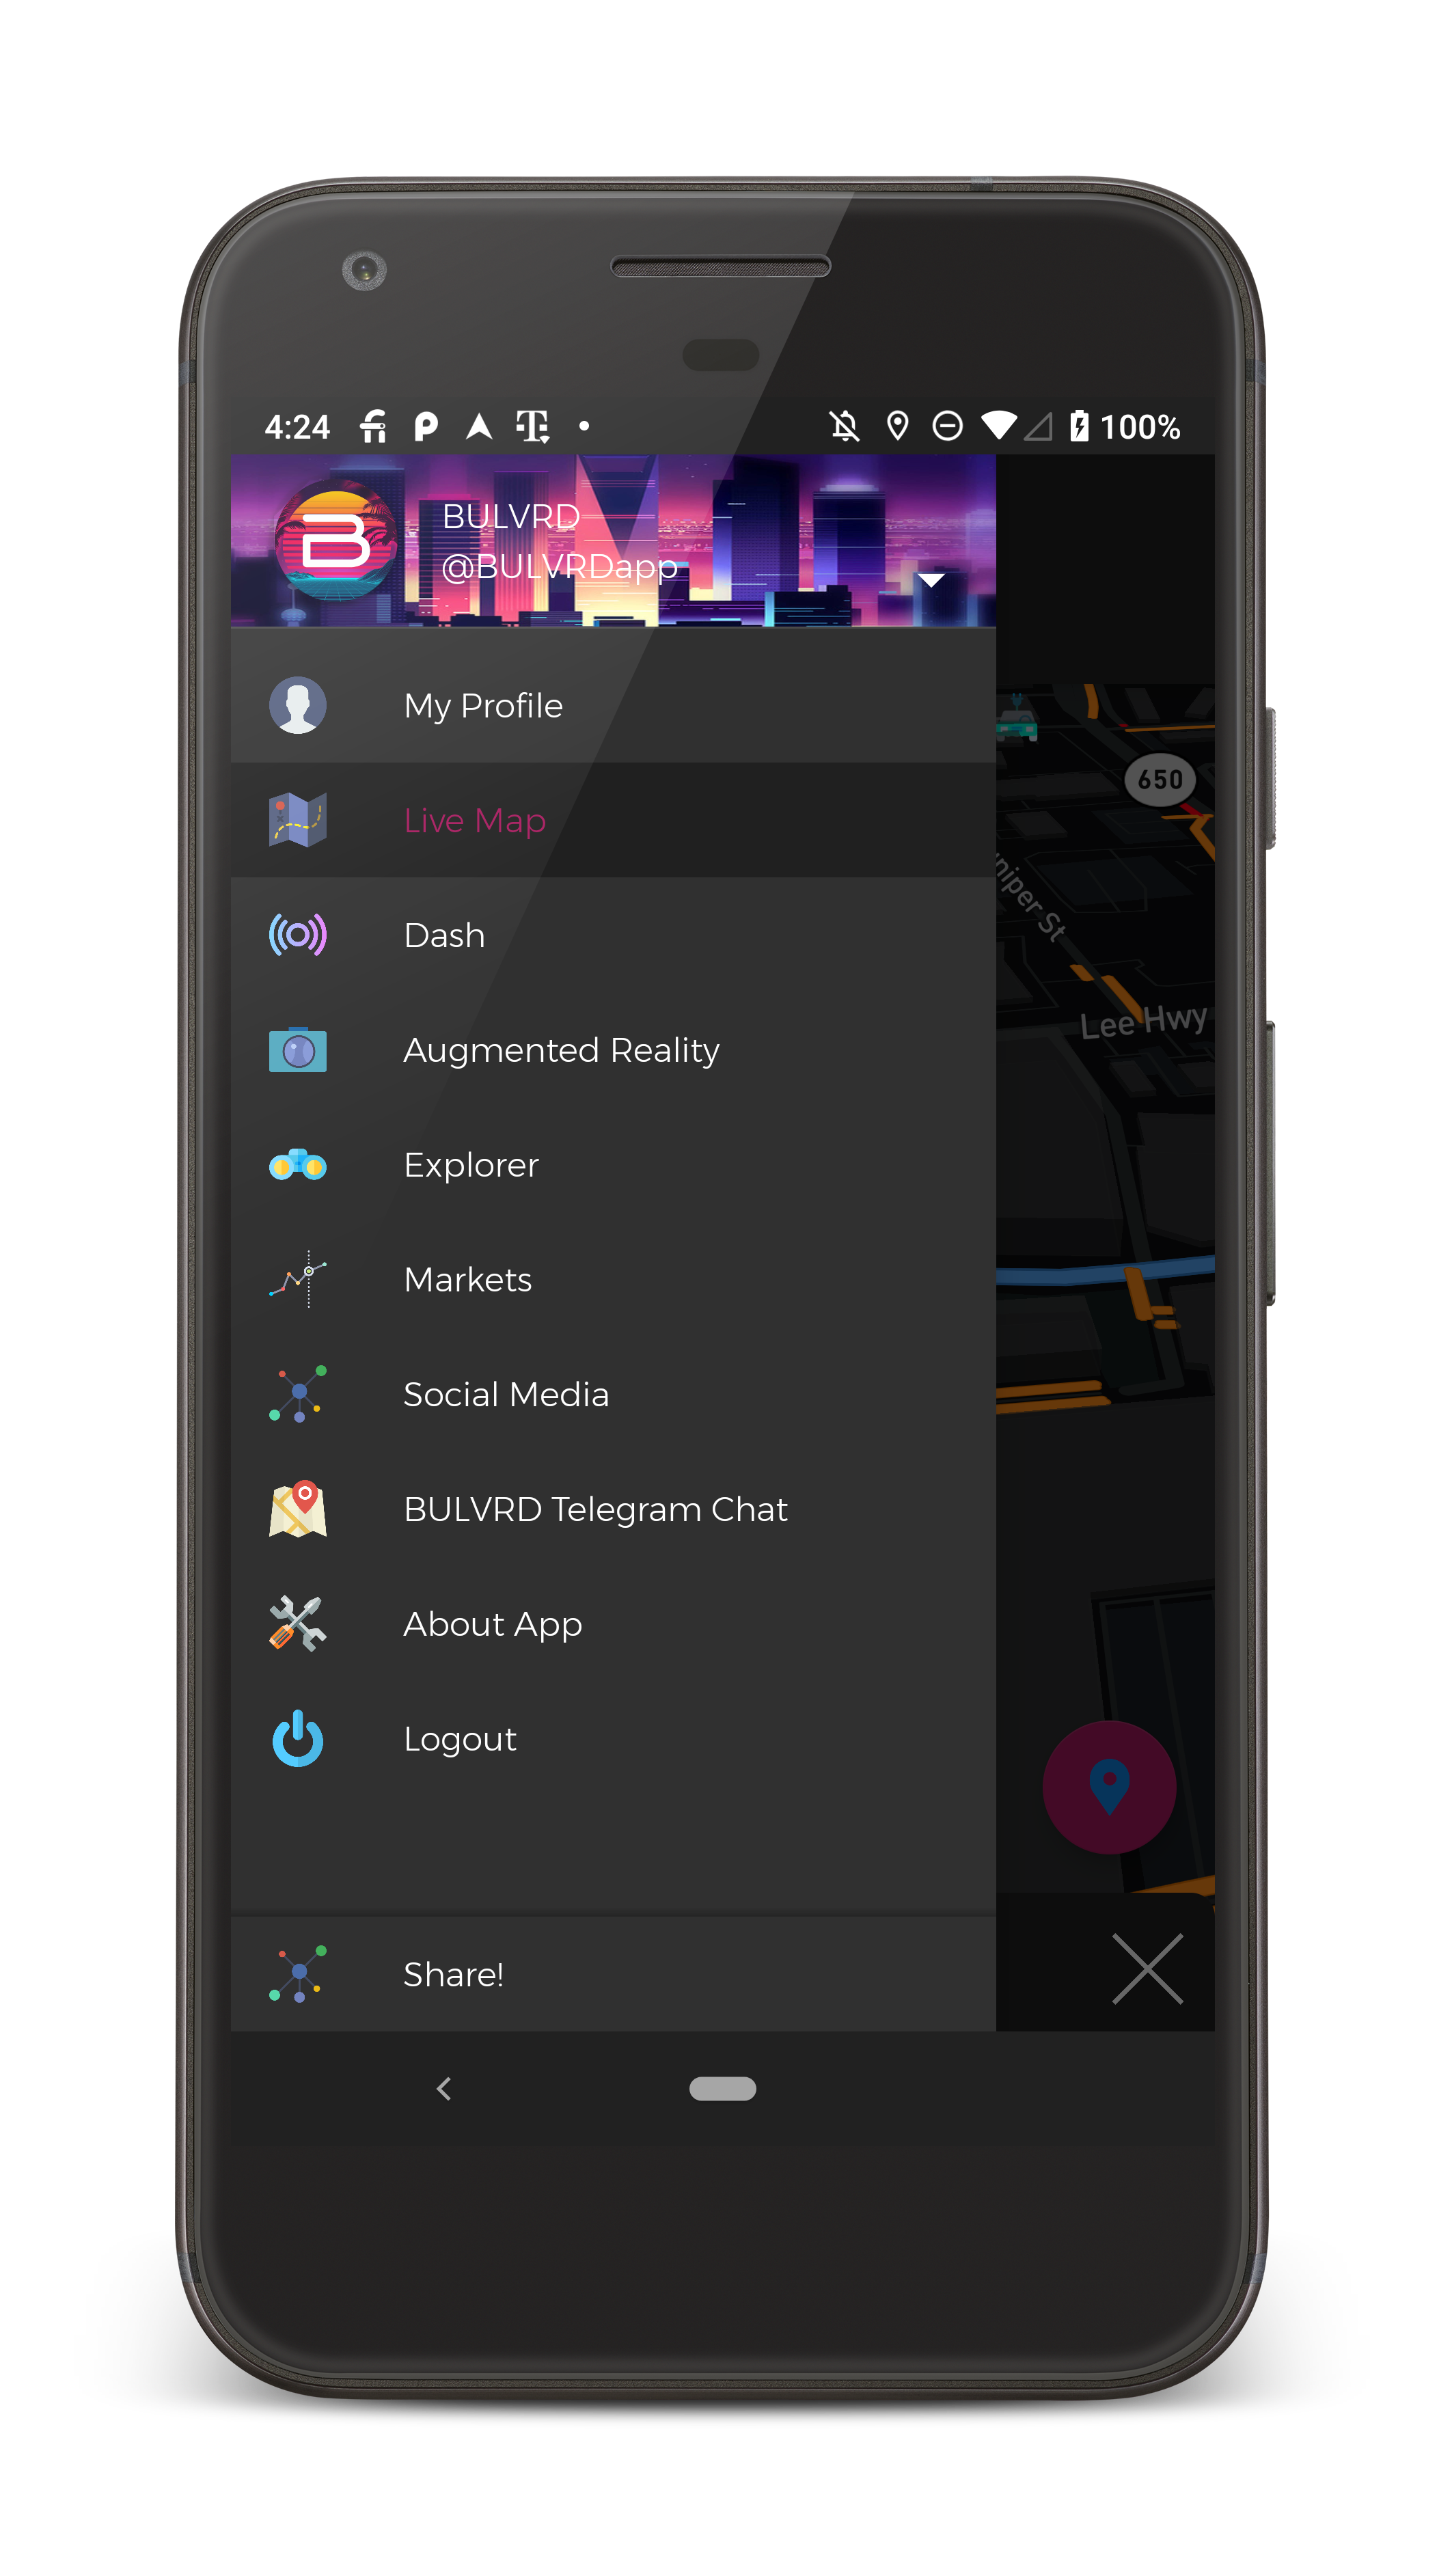 4:24 100%
BULVRD
@BULVRDapp
My Profile
Live Map
Dash
Augmented Reality
Explorer
Markets
Social Media
BULVRD Telegram Chat
About App
Logout
Share!
650
St
Lee Hwy